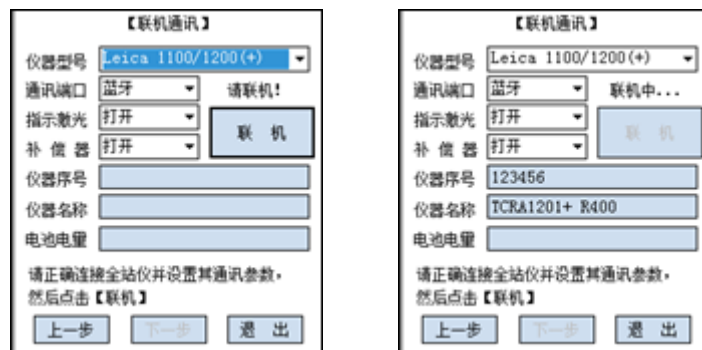 【联机通讯】
仪器型号 Leica 1100/1200(+)
通讯端口 蓝牙 请联机!
指示激光 打开
联 机
补 偿 器 打开
仪器序号
仪器名称
电池电量
请正确连接全站仪并设置其通讯参数,
然后点击【联机】
上一步 下一步 退 出
【联机通讯】
仪器型号 Leica 1100/1200(+)
通讯端口 蓝牙 联机中...
指示激光 打开
联 机
补 偿 器 打开
仪器序号 123456
仪器名称 TCRA1201+ R400
电池电量
请正确连接全站仪并设置其通讯参数,
然后点击【联机】
上一步 下一步 退 出